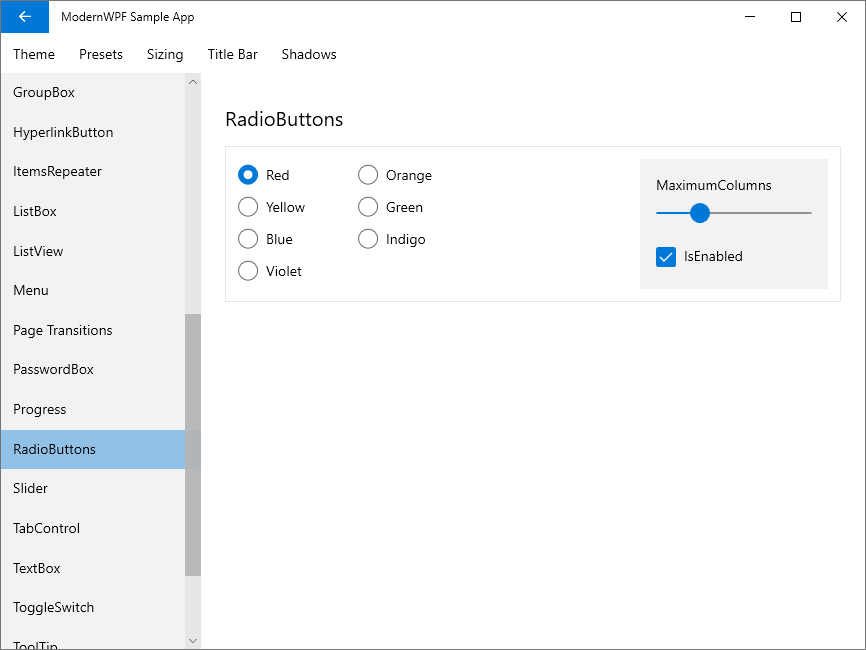 ModernWPF Sample App
Theme Presets Sizing Title Bar Shadows
GroupBox
HyperlinkButton
ItemsRepeater
ListBox
ListView
Menu
Page Transitions
PasswordBox
Progress
RadioButtons
Slider
TabControl
TextBox
ToggleSwitch
ToolTip
RadioButtons
Red
Yellow
Blue
Violet
Orange
Green
Indigo
MaximumColumns
IsEnabled